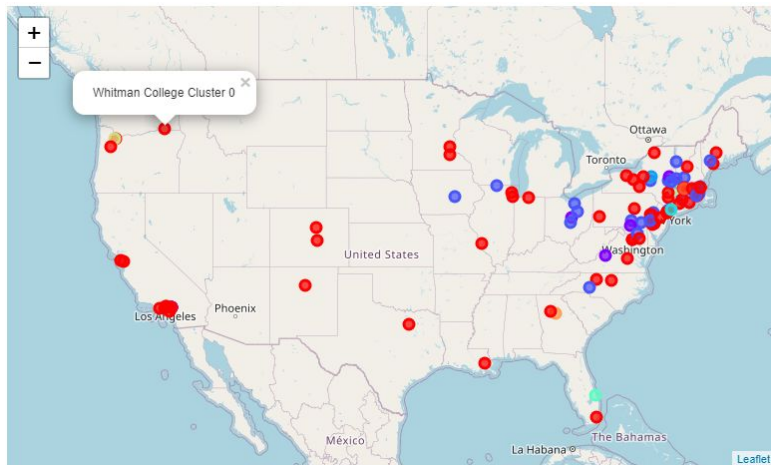 +
−
Whitman College Cluster 0
×
Ottawa
Toronto
York
Washington
United States
Los Angeles
Phoenix
México
La Habana
The Bahamas
Leaflet